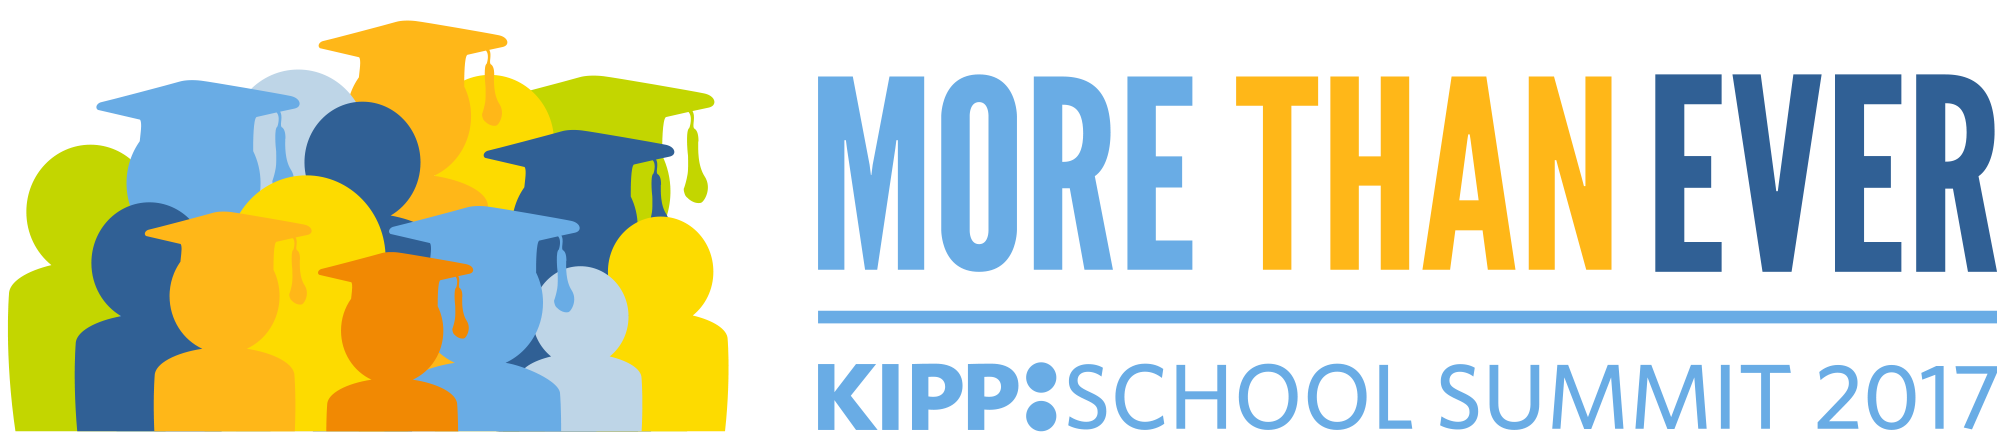 MORE THAN EVER
KIPP:SCHOOL SUMMIT 2017